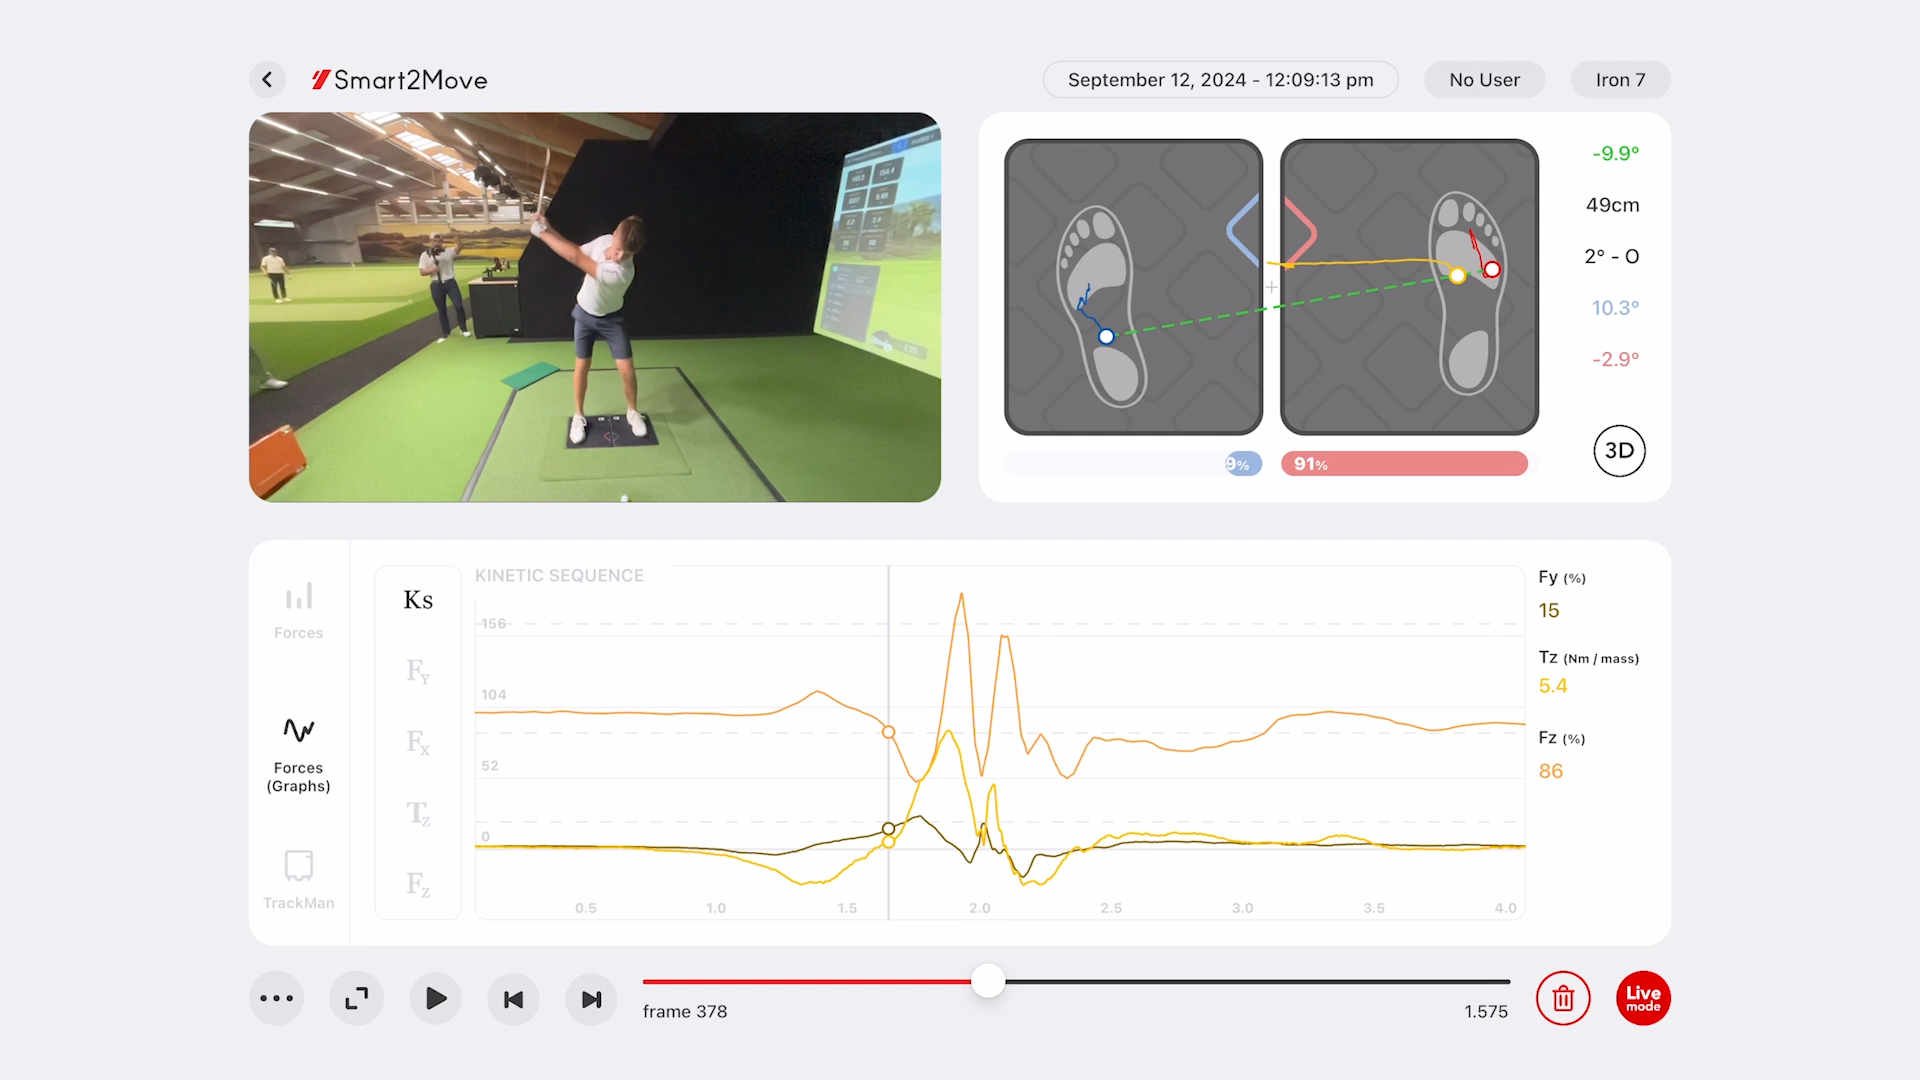 Smart2Move
September 12, 2024 - 12:09:13 pm
No User
Iron 7
-9.9°
49cm
2° - O
10.3°
-2.9°
3D
9%
91%
Forces
Forces
(Graphs)
TrackMan
Ks
FY
FX
TZ
FZ
KINETIC SEQUENCE
156
104
52
0
0.5
1.0
1.5
2.0
2.5
3.0
3.5
4.0
Fy (%)
15
Tz (Nm / mass)
5.4
Fz (%)
86
frame 378
1.575
Live
mode